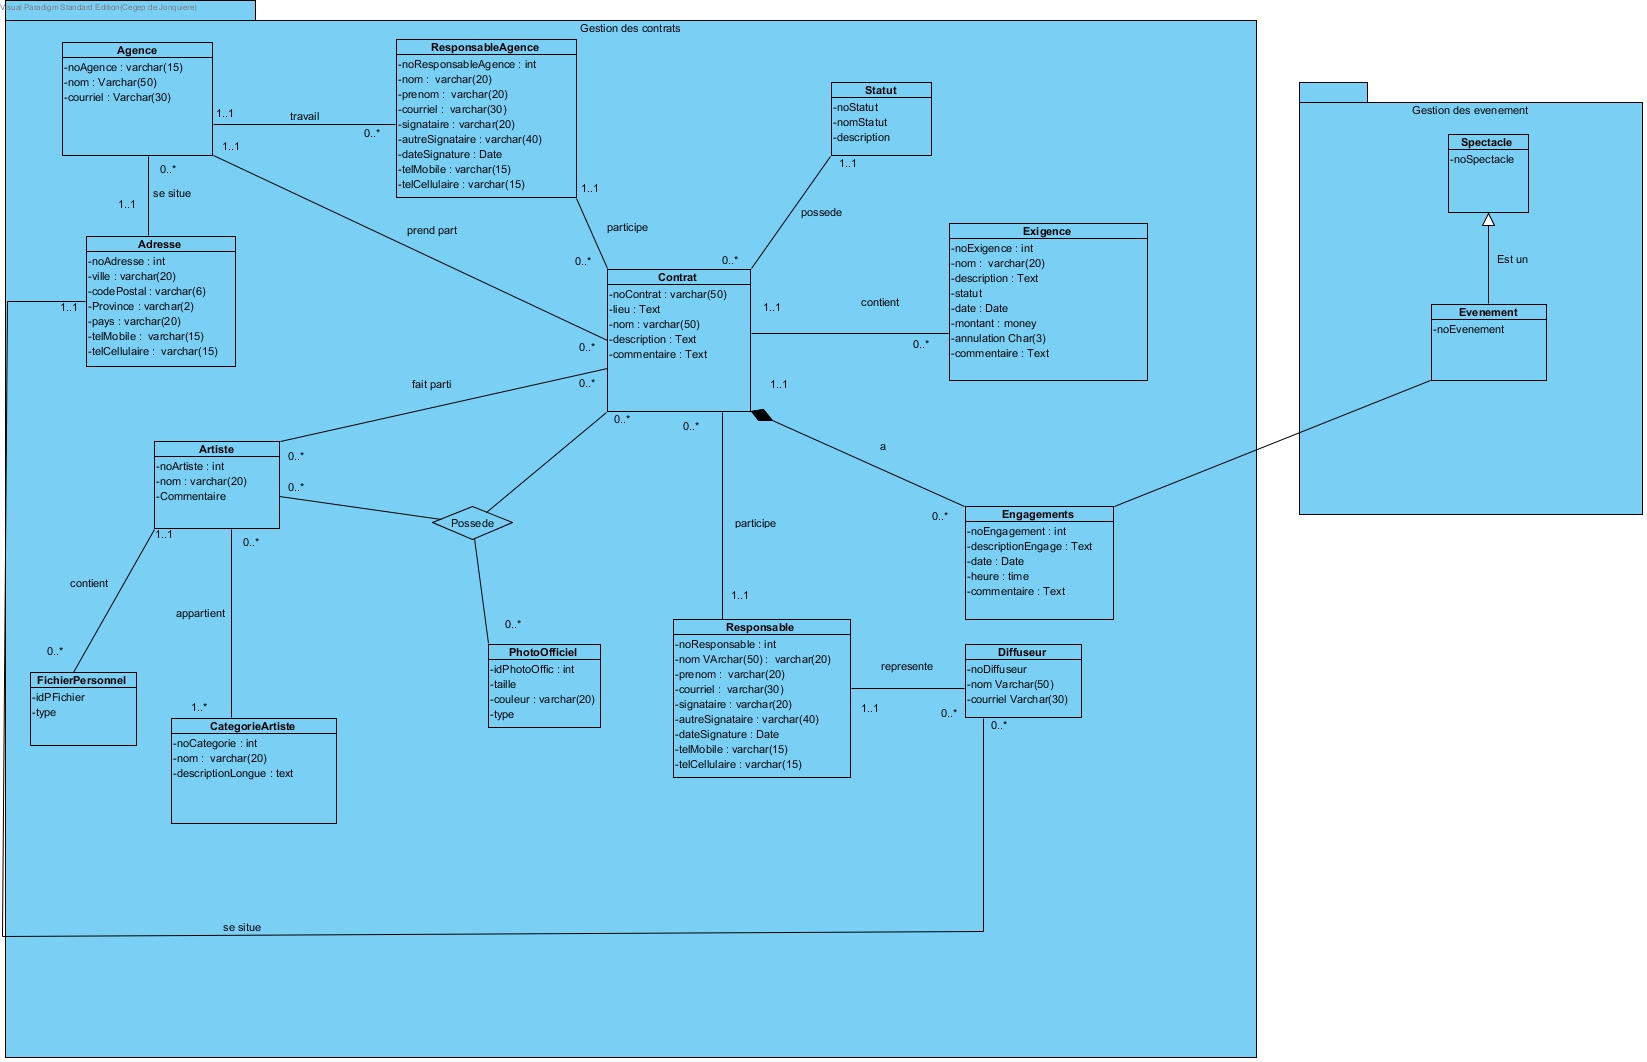 Visual Paradigm Standard Edition(Cegep de Jonquiere)
Gestion des contrats
Agence
-noAgence : varchar(15)
-nom : Varchar(50)
-courriel : Varchar(30)
1..1
travail
0..*
1..1
ResponsableAgence
-noResponsableAgence : int
-nom : varchar(20)
-prenom : varchar(20)
-courriel : varchar(30)
-signataire : varchar(20)
-autreSignataire : varchar(40)
-dateSignature : Date
-telMobile : varchar(15)
-telCellulaire : varchar(15)
1..1
participe
0..*
Statut
-noStatut
-nomStatut
-description
1..1
possede
0..*
Gestion des evenement
Spectacle
-noSpectacle
Est un
Evenement
-noEvenement
0..*
se situe
1..1
prend part
0..*
Adresse
-noAdresse : int
-ville : varchar(20)
-codePostal : varchar(6)
-Province : varchar(2)
-pays : varchar(20)
-telMobile : varchar(15)
-telCellulaire : varchar(15)
1..1
Contrat
-noContrat : varchar(50)
-lieu : Text
-nom : varchar(50)
-description : Text
-commentaire : Text
1..1
contient
0..*
Exigence
-noExigence : int
-nom : varchar(20)
-description : Text
-statut
-date : Date
-montant : money
-annulation Char(3)
-commentaire : Text
fait parti
0..*
0..*
1..1
a
0..*
0..*
0..*
Artiste
-noArtiste : int
-nom : varchar(20)
-Commentaire
0..*
Possede
0..*
1..1
contient
0..*
0..*
appartient
1..*
participe
1..1
Engagements
-noEngagement : int
-descriptionEngage : Text
-date : Date
-heure : time
-commentaire : Text
FichierPersonnel
-idPFichier
-type
CategorieArtiste
-noCategorie : int
-nom : varchar(20)
-descriptionLongue : text
PhotoOfficiel
-idPhotoOffic : int
-taille
-couleur : varchar(20)
-type
Responsable
-noResponsable : int
-nom VArchar(50) : varchar(20)
-prenom : varchar(20)
-courriel : varchar(30)
-signataire : varchar(20)
-autreSignataire : varchar(40)
-dateSignature : Date
-telMobile : varchar(15)
-telCellulaire : varchar(15)
represente
1..1
0..*
Diffuseur
-noDiffuseur
-nom Varchar(50)
-courriel Varchar(30)
0..*
se situe